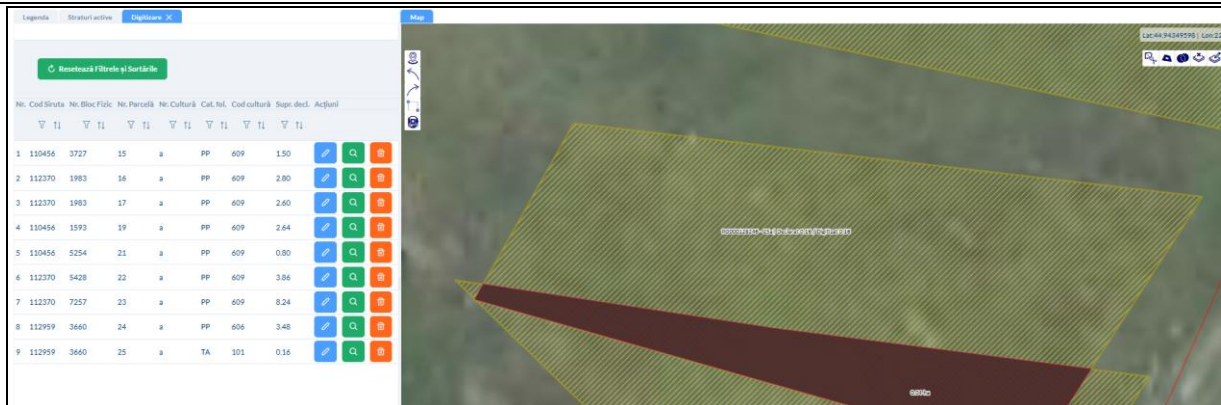 Legenda Straturi active Digitizare X
Map
Lat:44.94349598 | Lon:22
Resetează Filtrele și Sortările
Nr. Cod Siruta Nr. Bloc Fizic Nr. Parcelă Nr. Cultură Cat. fol. Cod cultură Supr. decl. Acțiuni
1 110456 3727 15 a PP 609 1.50
2 112370 1983 16 a PP 609 2.80
3 112370 1983 17 a PP 609 2.60
4 110456 1593 19 a PP 609 2.64
5 110456 5254 21 a PP 609 0.80
6 112370 5428 22 a PP 609 3.86
7 112370 7257 23 a PP 609 8.24
8 112959 3660 24 a PP 606 3.48
9 112959 3660 25 a TA 101 0.16